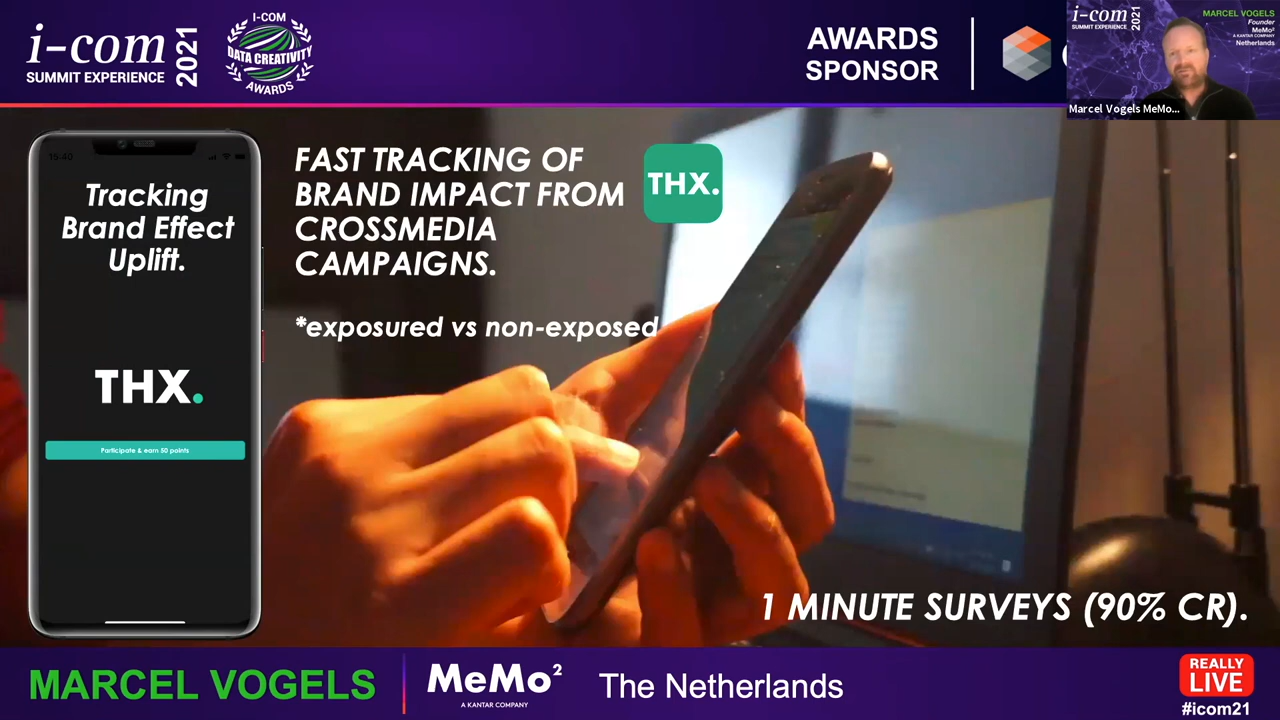 i-com
SUMMIT EXPERIENCE
2021
I-COM
DATA CREATIVITY
AWARDS
AWARDS
SPONSOR
i-com
SUMMIT EXPERIENCE
2021
MARCEL VOGELS
Founder
MeMo²
A KANTAR COMPANY
Netherlands
Marcel Vogels MeMo...
15:40
Tracking
Brand Effect
Uplift.
THX.
Participate & earn 50 points
FAST TRACKING OF
BRAND IMPACT FROM
CROSSMEDIA
CAMPAIGNS.
THX.
*exposured vs non-exposed
1 MINUTE SURVEYS (90% CR).
MARCEL VOGELS
MeMo²
A KANTAR COMPANY
The Netherlands
REALLY
LIVE
#icom21